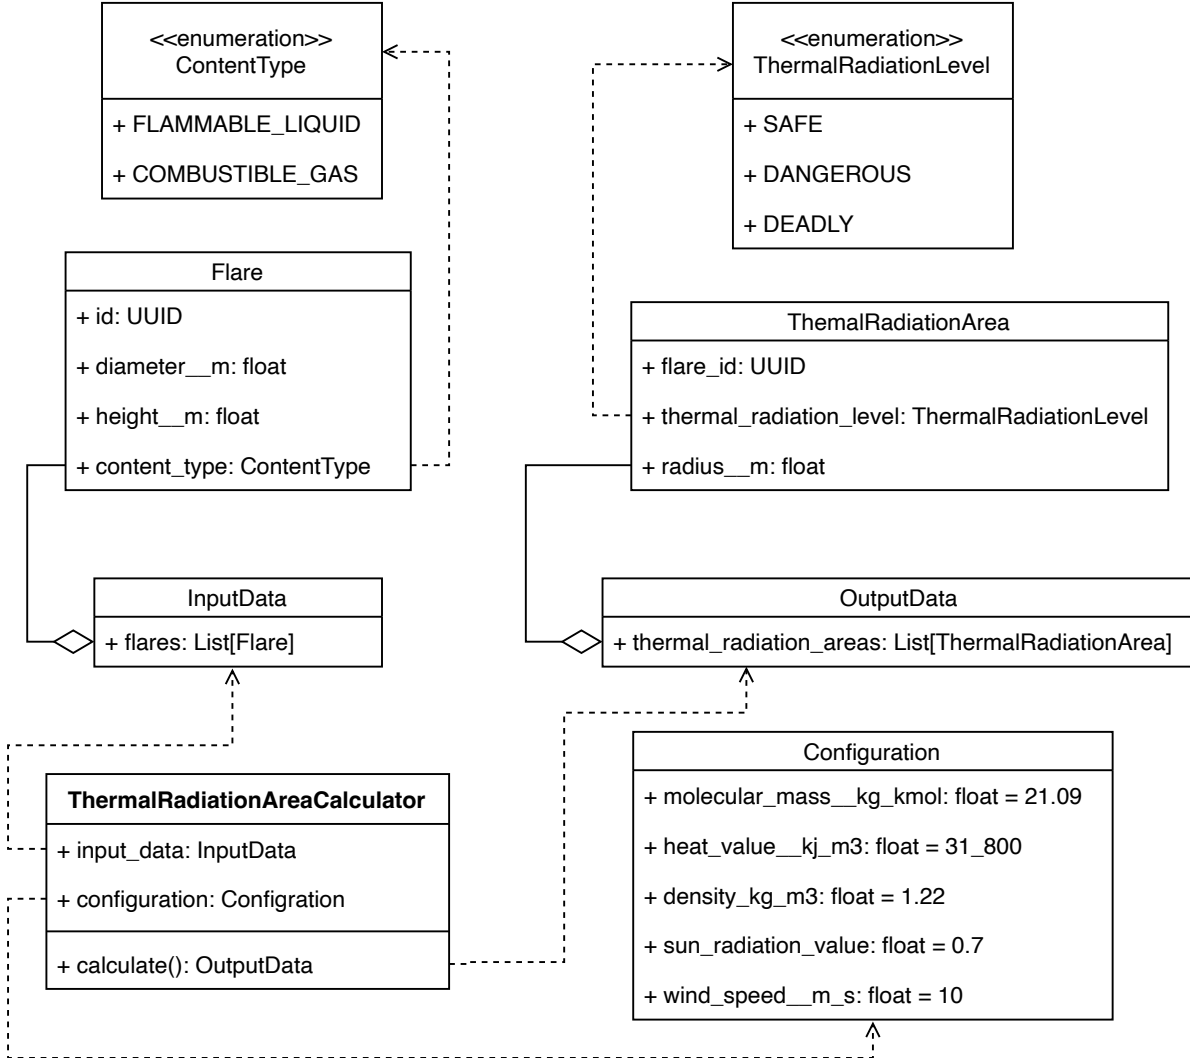 <<enumeration>>
ContentType
+ FLAMMABLE_LIQUID
+ COMBUSTIBLE_GAS
<<enumeration>>
ThermalRadiationLevel
+ SAFE
+ DANGEROUS
+ DEADLY
Flare
+ id: UUID
+ diameter__m: float
+ height__m: float
+ content_type: ContentType
ThemalRadiationArea
+ flare_id: UUID
+ thermal_radiation_level: ThermalRadiationLevel
+ radius__m: float
InputData
+ flares: List[Flare]
OutputData
+ thermal_radiation_areas: List[ThermalRadiationArea]
ThermalRadiationAreaCalculator
+ input_data: InputData
+ configuration: Configration
+ calculate(): OutputData
Configuration
+ molecular_mass__kg_kmol: float = 21.09
+ heat_value__kj_m3: float = 31_800
+ density_kg_m3: float = 1.22
+ sun_radiation_value: float = 0.7
+ wind_speed__m_s: float = 10